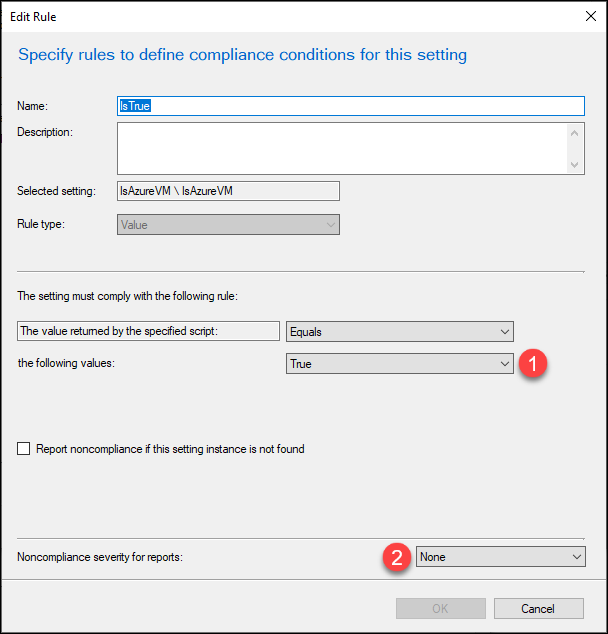 Edit Rule
Specify rules to define compliance conditions for this setting
Name: IsTrue
Description:
Selected setting: IsAzureVM \ IsAzureVM
Rule type: Value
The setting must comply with the following rule:
The value returned by the specified script: Equals
the following values: True 1
Report noncompliance if this setting instance is not found
Noncompliance severity for reports: 2 None
OK Cancel